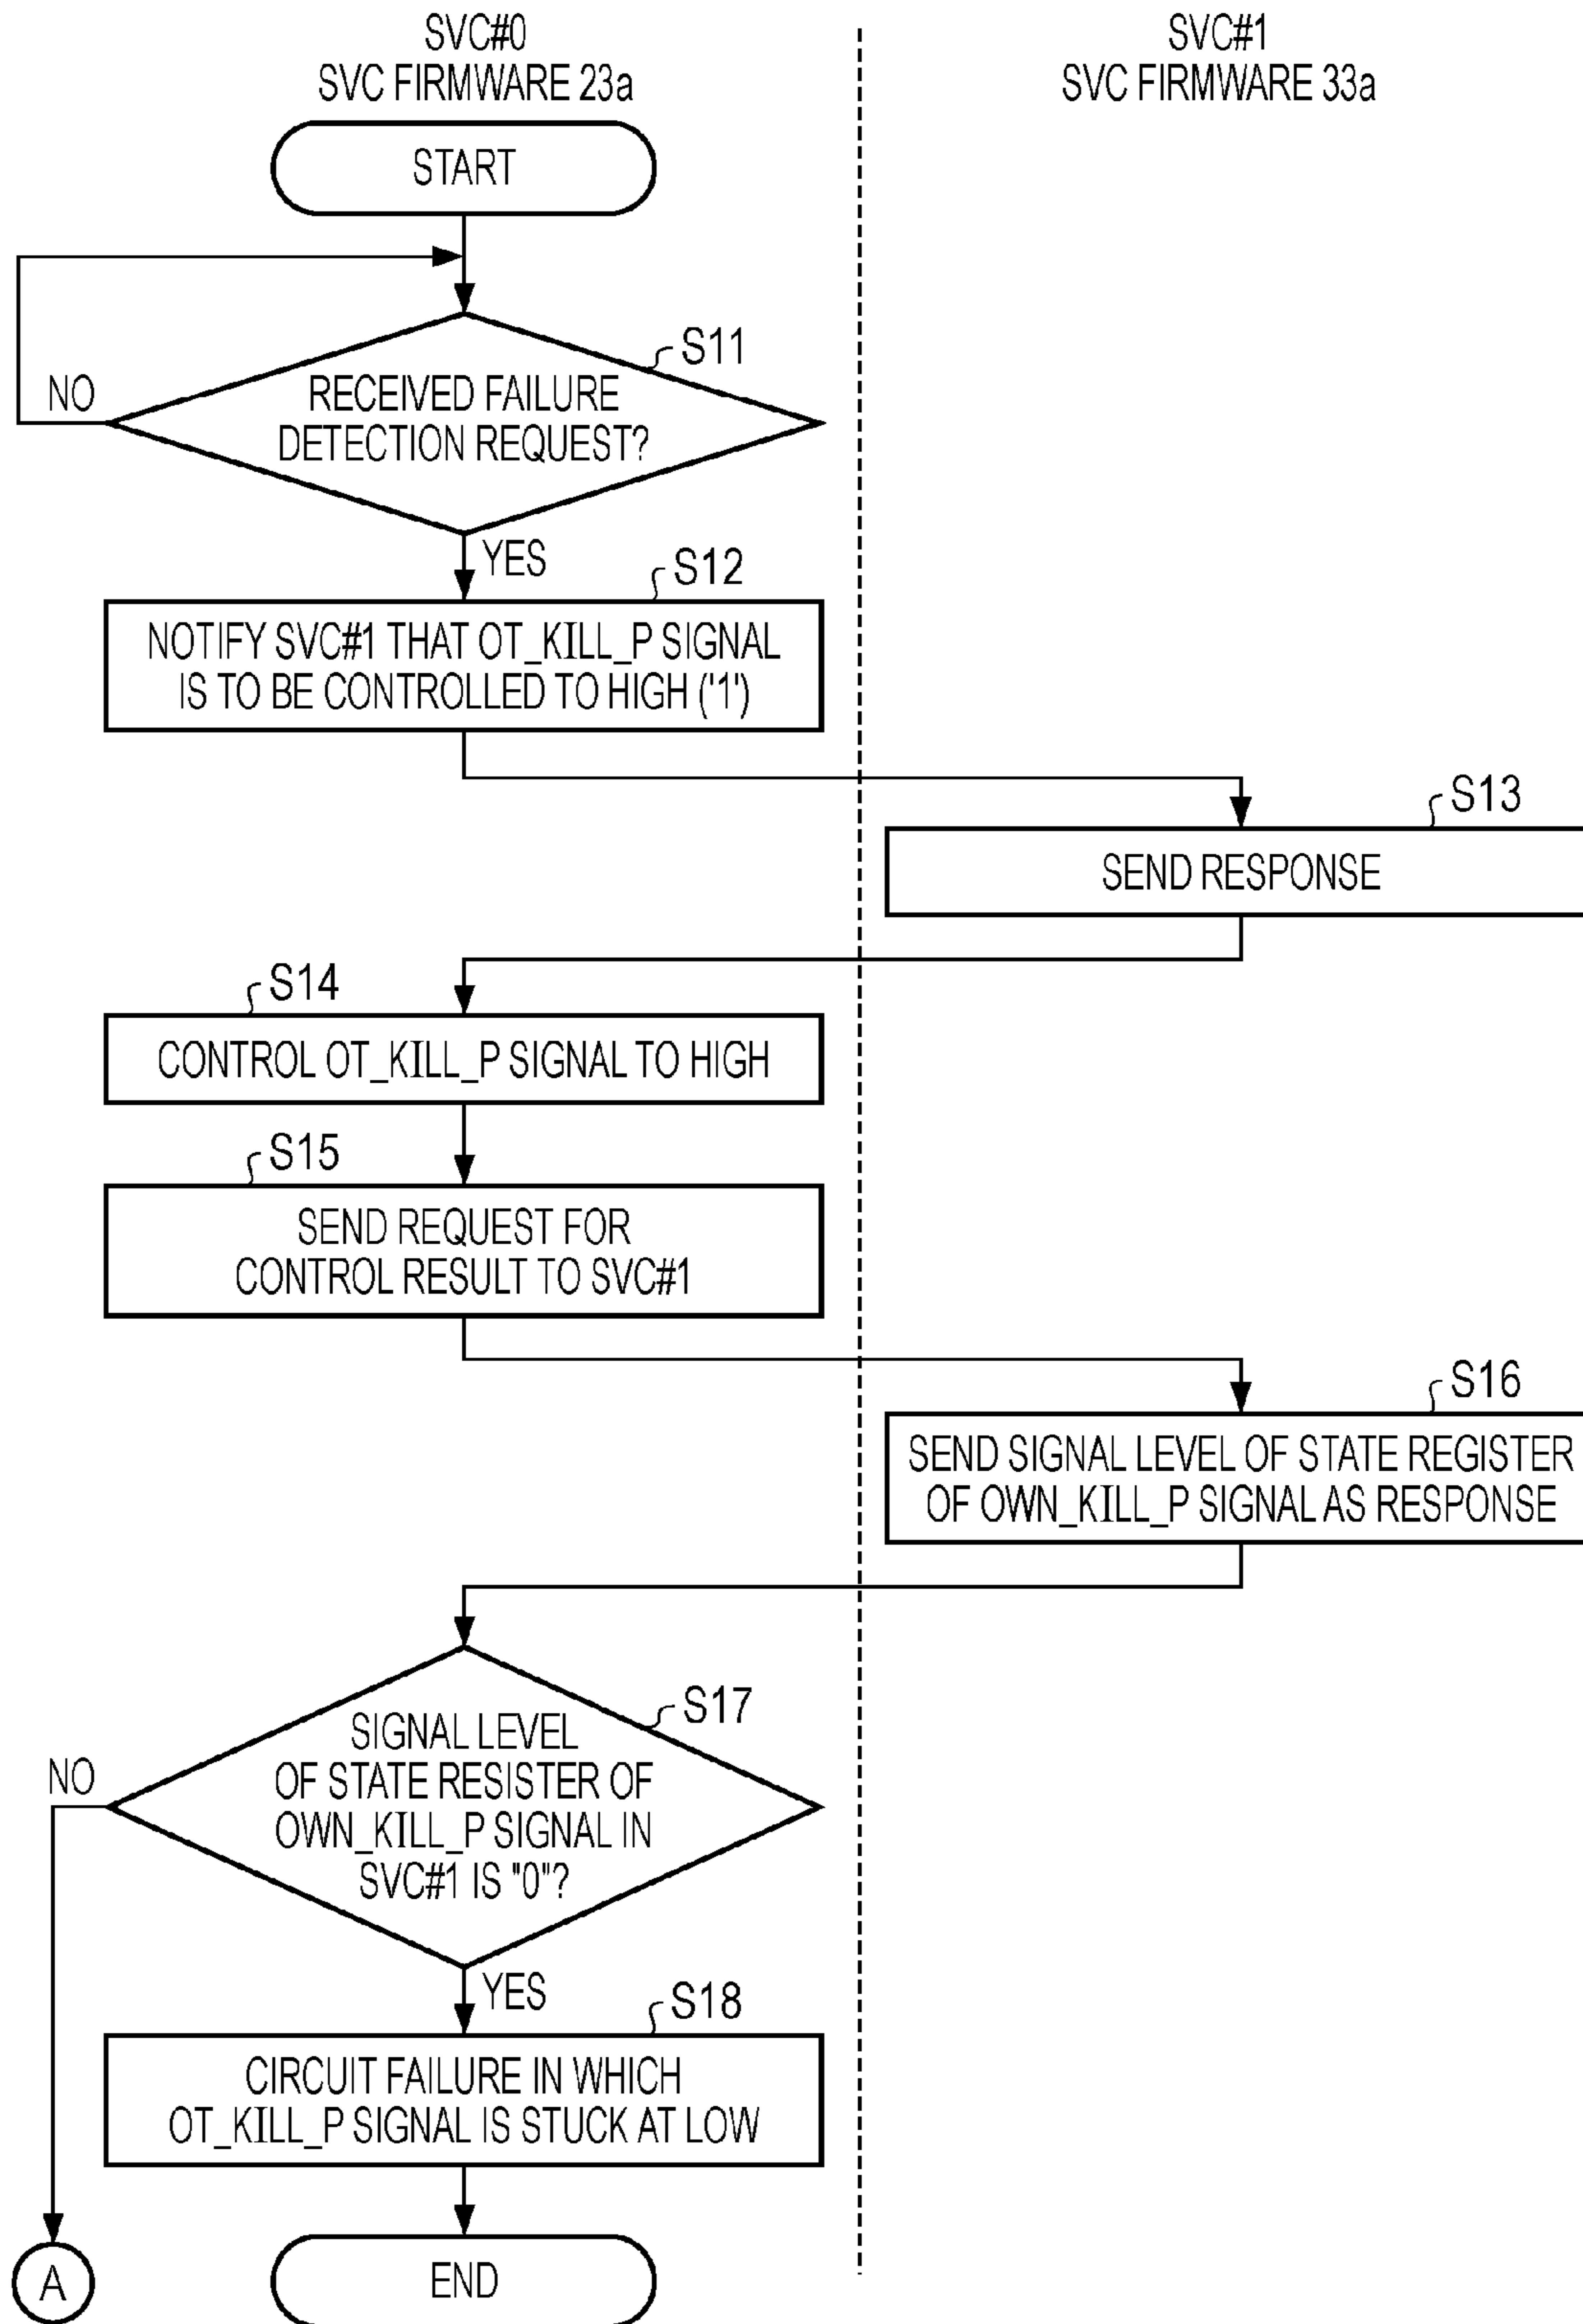 SVC#0
SVC FIRMWARE 23a
SVC#1
SVC FIRMWARE 33a
START
S11
NO
RECEIVED FAILURE
DETECTION REQUEST?
YES
S12
NOTIFY SVC#1 THAT OT_KILL_P SIGNAL
IS TO BE CONTROLLED TO HIGH ('1')
S13
SEND RESPONSE
S14
CONTROL OT_KILL_P SIGNAL TO HIGH
S15
SEND REQUEST FOR
CONTROL RESULT TO SVC#1
S16
SEND SIGNAL LEVEL OF STATE REGISTER
OF OWN_KILL_P SIGNAL AS RESPONSE
S17
NO
SIGNAL LEVEL
OF STATE RESISTER OF
OWN_KILL_P SIGNAL IN
SVC#1 IS "0"?
YES
S18
CIRCUIT FAILURE IN WHICH
OT_KILL_P SIGNAL IS STUCK AT LOW
A
END